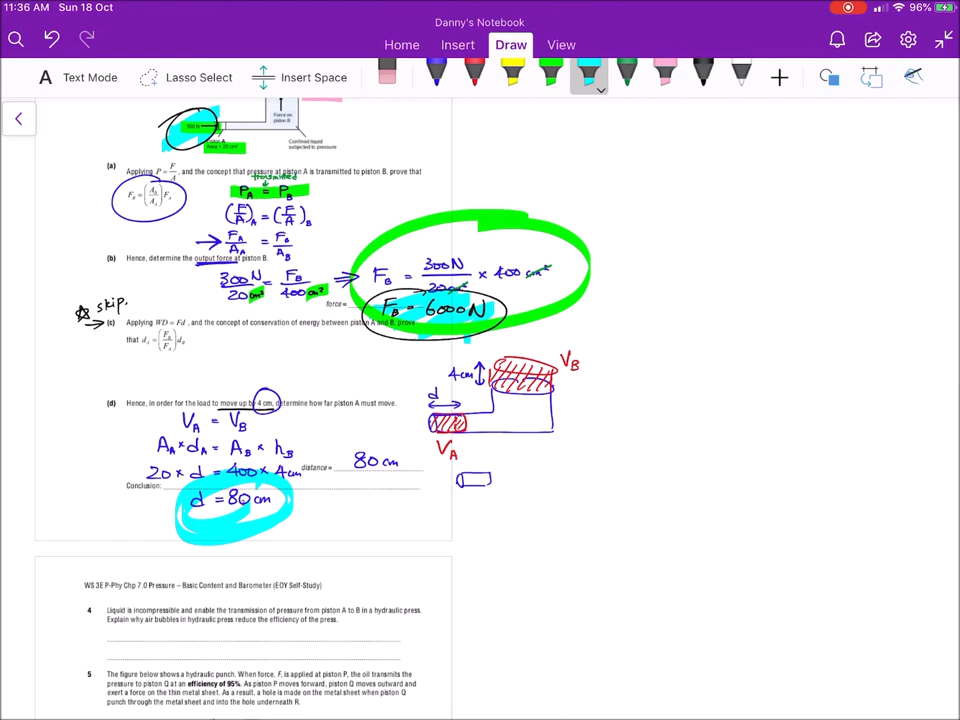 11:36 AM Sun 18 Oct
96%
Danny's Notebook
Home Insert Draw View
A Text Mode Lasso Select Insert Space
300 N
Force on
piston B
Piston A
Area = 20 cm²
Confined liquid
subjected to pressure
(a) Applying P = F/A, and the concept that pressure at piston A is transmitted to piston B, prove that
transmitted
F_B = (A_B/A_A) F_A
P_A = P_B
(F/A)_A = (F/A)_B
→ F_A/A_A = F_B/A_B
(b) Hence, determine the output force at piston B.
300N/20cm² = F_B/400cm² ⇒ F_B = 300N/20cm² × 400 cm²
force =
F_B = 6000 N
☆ skip.
→ (c) Applying WD = Fd, and the concept of conservation of energy between piston A and B, prove
that d_A = (F_B/F_A) d_B
4cm V_B
d
V_A
(d) Hence, in order for the load to move up by 4 cm, determine how far piston A must move.
V_A = V_B
A_A × d_A = A_B × h_B
20 × d = 400 × 4cm
distance = 80 cm
Conclusion:
d = 80 cm
WS 3E P-Phy Chp 7.0 Pressure – Basic Content and Barometer (EOY Self-Study)
4 Liquid is incompressible and enable the transmission of pressure from piston A to B in a hydraulic press.
Explain why air bubbles in hydraulic press reduce the efficiency of the press.
5 The figure below shows a hydraulic punch. When force, F, is applied at piston P, the oil transmits the
pressure to piston Q at an efficiency of 95%. As piston P moves forward, piston Q moves outward and
exert a force on the thin metal sheet. As a result, a hole is made on the metal sheet when piston Q
punch through the metal sheet and into the hole underneath R.